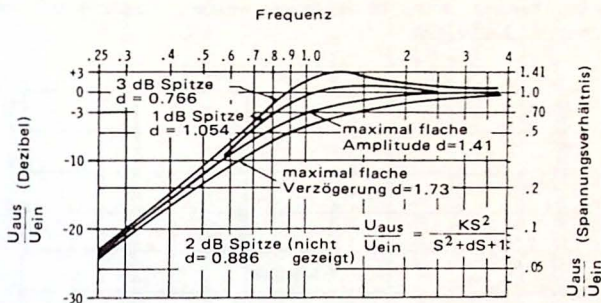 Frequenz
.25 .3 .4 .5 .6 .7 .8 .9 1.0 2 3 4
+3
0
-3
-10
-20
-30
Uaus
Uein
(Dezibel)
3 dB Spitze
d = 0.766
1 dB Spitze
d = 1.054
maximal flache
Amplitude d=1.41
maximal flache
Verzögerung d=1.73
2 dB Spitze (nicht
d= 0.886 gezeigt)
Uaus
Uein
=
KS²
S²+dS+1
1.41
1.0
.70
.5
.2
.1
.05
Uaus
Uein
(Spannungsverhältnis)